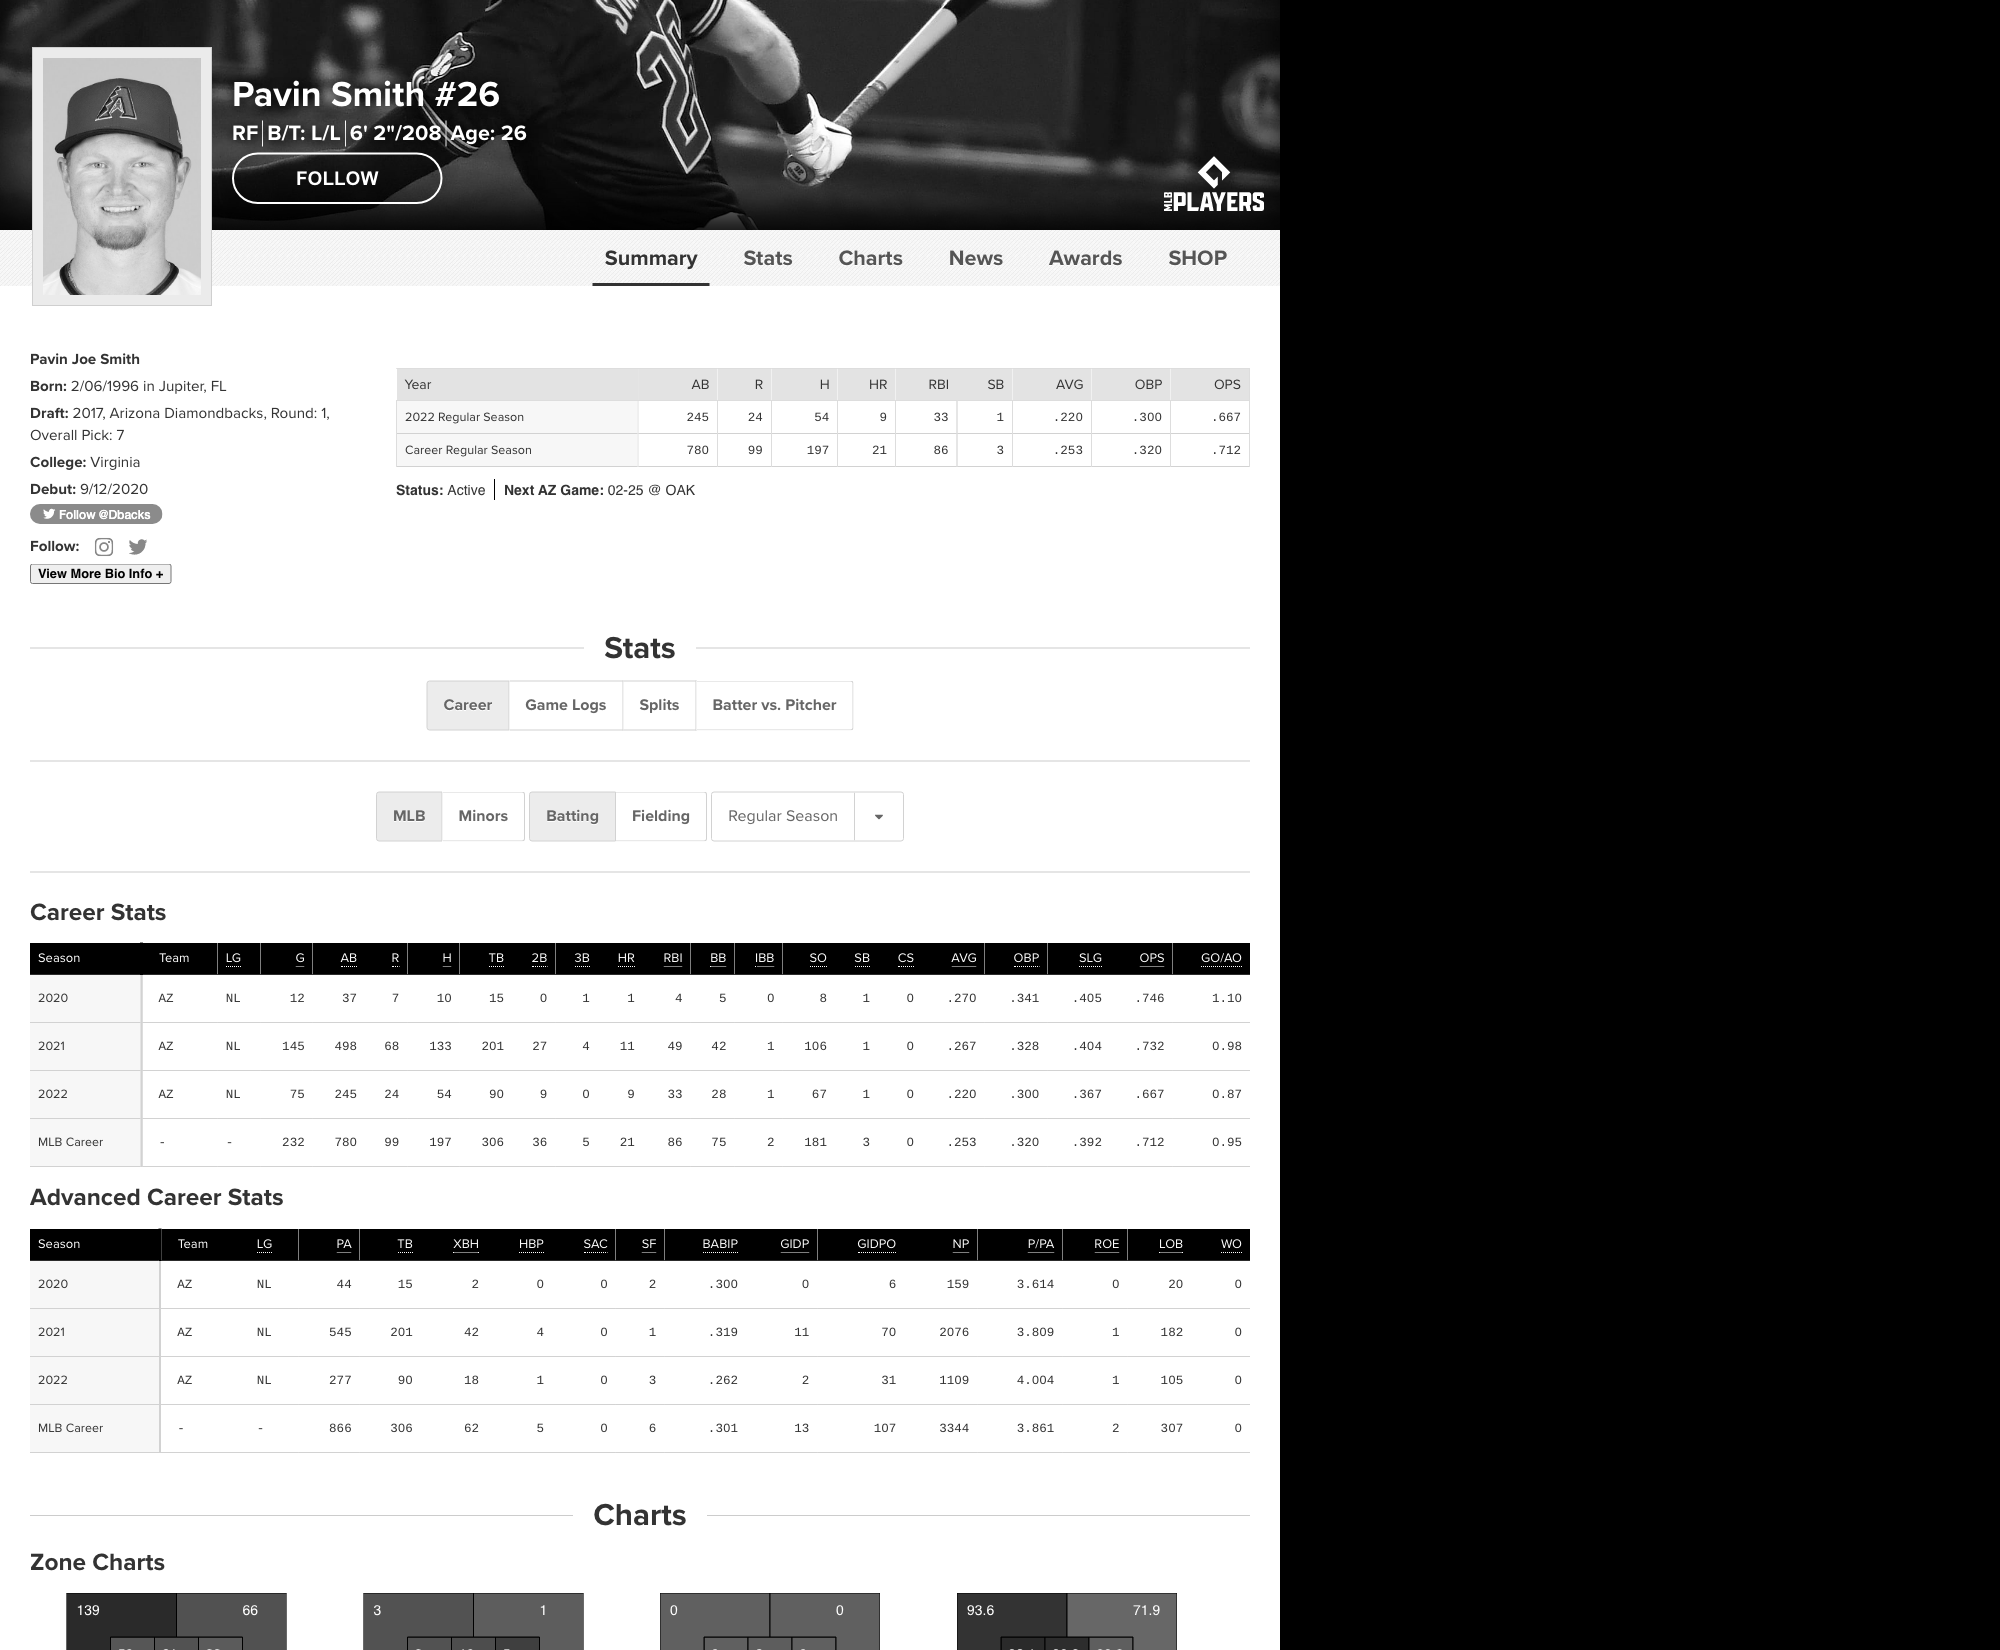 Pavin Smith #26
RF B/T: L/L 6' 2"/208 Age: 26
FOLLOW
MLB PLAYERS
Summary Stats Charts News Awards SHOP
Pavin Joe Smith
Born: 2/06/1996 in Jupiter, FL
Draft: 2017, Arizona Diamondbacks, Round: 1,
Overall Pick: 7
College: Virginia
Debut: 9/12/2020
Follow @Dbacks
Follow:
View More Bio Info +
Year AB R H HR RBI SB AVG OBP OPS
2022 Regular Season 245 24 54 9 33 1 .220 .300 .667
Career Regular Season 780 99 197 21 86 3 .253 .320 .712
Status: Active Next AZ Game: 02-25 @ OAK
Stats
Career Game Logs Splits Batter vs. Pitcher
MLB Minors Batting Fielding Regular Season
Career Stats
Season Team LG G AB R H TB 2B 3B HR RBI BB IBB SO SB CS AVG OBP SLG OPS GO/AO
2020 AZ NL 12 37 7 10 15 0 1 1 4 5 0 8 1 0 .270 .341 .405 .746 1.10
2021 AZ NL 145 498 68 133 201 27 4 11 49 42 1 106 1 0 .267 .328 .404 .732 0.98
2022 AZ NL 75 245 24 54 90 9 0 9 33 28 1 67 1 0 .220 .300 .367 .667 0.87
MLB Career - - 232 780 99 197 306 36 5 21 86 75 2 181 3 0 .253 .320 .392 .712 0.95
Advanced Career Stats
Season Team LG PA TB XBH HBP SAC SF BABIP GIDP GIDPO NP P/PA ROE LOB WO
2020 AZ NL 44 15 2 0 0 2 .300 0 6 159 3.614 0 20 0
2021 AZ NL 545 201 42 4 0 1 .319 11 70 2076 3.809 1 182 0
2022 AZ NL 277 90 18 1 0 3 .262 2 31 1109 4.004 1 105 0
MLB Career - - 866 306 62 5 0 6 .301 13 107 3344 3.861 2 307 0
Charts
Zone Charts
139 66 3 1 0 0 93.6 71.9